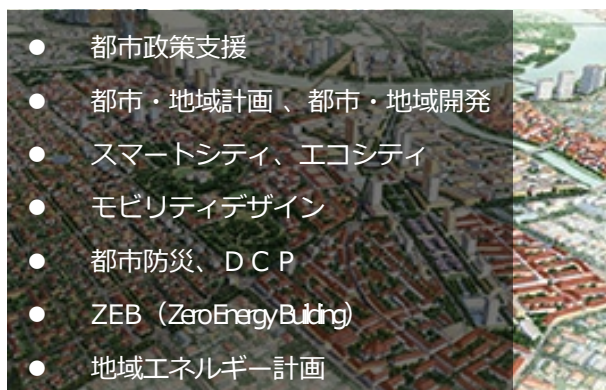 ● 都市政策支援
● 都市・地域計画、都市・地域開発
● スマートシティ、エコシティ
● モビリティデザイン
● 都市防災、ＤＣＰ
● ZEB（Zero Energy Building）
● 地域エネルギー計画